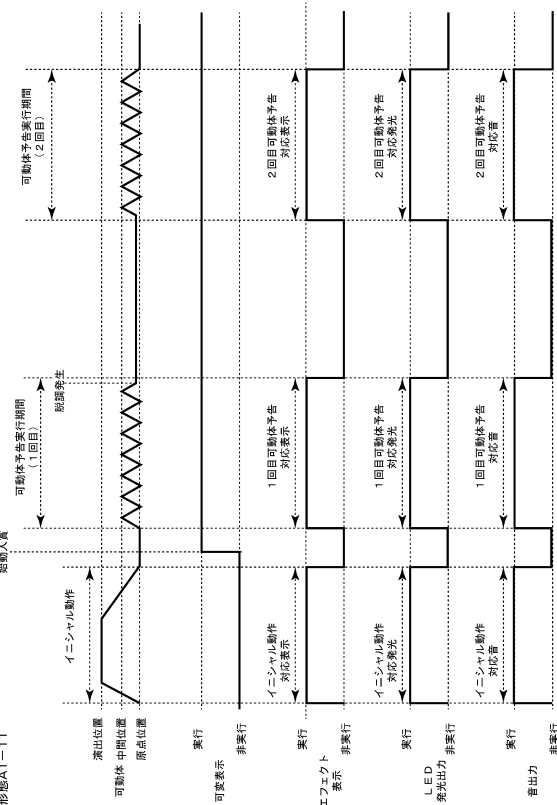 形態A1－11
始動入賞
イニシャル動作
可動体予告実行期間
（1回目）
脱調発生
可動体予告実行期間
（2回目）
可動体
演出位置
中間位置
原点位置
可変表示
実行
非実行
エフェクト
表示
実行
非実行
イニシャル動作
対応表示
1回目可動体予告
対応表示
2回目可動体予告
対応表示
LED
発光出力
実行
非実行
イニシャル動作
対応発光
1回目可動体予告
対応発光
2回目可動体予告
対応発光
音出力
実行
非実行
イニシャル動作
対応音
1回目可動体予告
対応音
2回目可動体予告
対応音